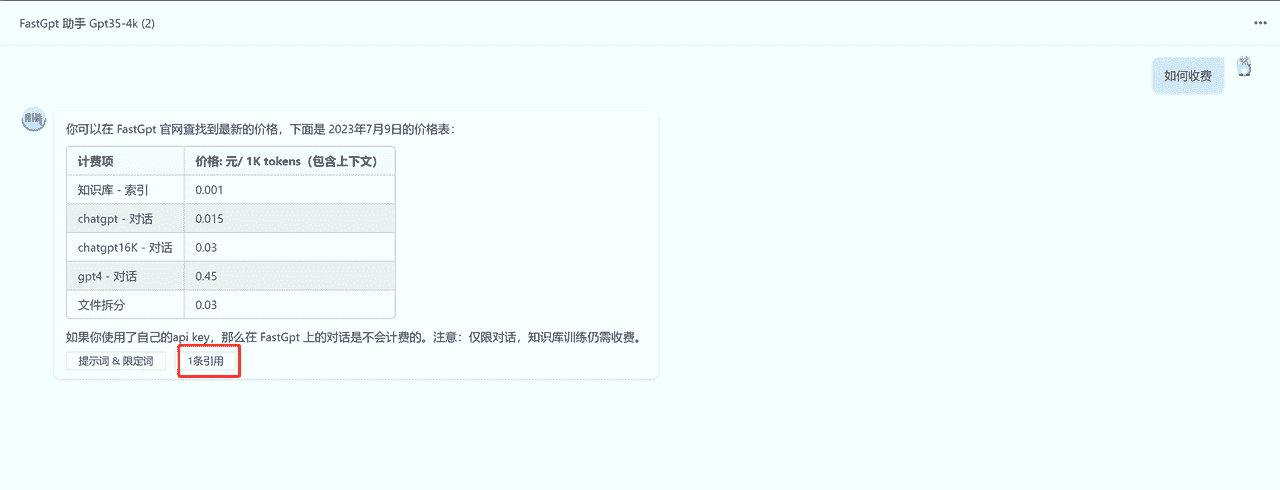 FastGpt 助手 Gpt35-4k (2)
如何收费
你可以在 FastGpt 官网查找到最新的价格，下面是 2023年7月9日的价格表：
计费项 价格: 元/ 1K tokens（包含上下文）
知识库 - 索引 0.001
chatgpt - 对话 0.015
chatgpt16K - 对话 0.03
gpt4 - 对话 0.45
文件拆分 0.03
如果你使用了自己的api key，那么在 FastGpt 上的对话是不会计费的。注意：仅限对话，知识库训练仍需收费。
提示词 & 限定词 1条引用